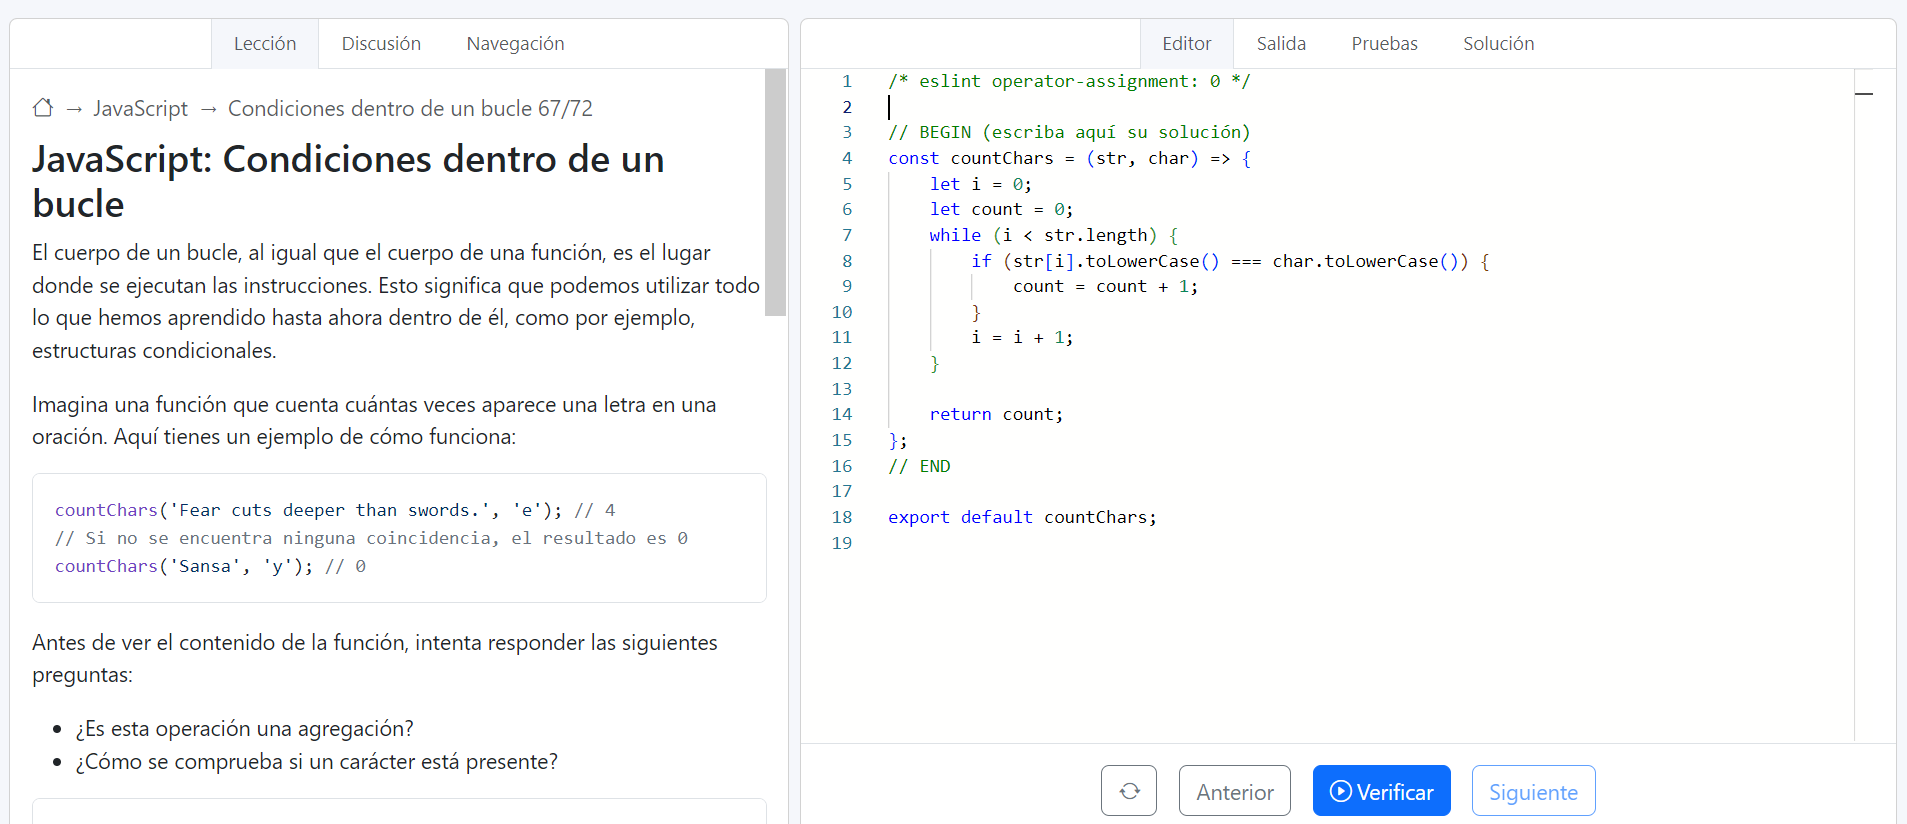 Lección Discusión Navegación
→ JavaScript → Condiciones dentro de un bucle 67/72
JavaScript: Condiciones dentro de un
bucle
El cuerpo de un bucle, al igual que el cuerpo de una función, es el lugar
donde se ejecutan las instrucciones. Esto significa que podemos utilizar todo
lo que hemos aprendido hasta ahora dentro de él, como por ejemplo,
estructuras condicionales.
Imagina una función que cuenta cuántas veces aparece una letra en una
oración. Aquí tienes un ejemplo de cómo funciona:
countChars('Fear cuts deeper than swords.', 'e'); // 4
// Si no se encuentra ninguna coincidencia, el resultado es 0
countChars('Sansa', 'y'); // 0
Antes de ver el contenido de la función, intenta responder las siguientes
preguntas:
• ¿Es esta operación una agregación?
• ¿Cómo se comprueba si un carácter está presente?
Editor Salida Pruebas Solución
1 /* eslint operator-assignment: 0 */
2
3 // BEGIN (escriba aquí su solución)
4 const countChars = (str, char) => {
5 let i = 0;
6 let count = 0;
7 while (i < str.length) {
8 if (str[i].toLowerCase() === char.toLowerCase()) {
9 count = count + 1;
10 }
11 i = i + 1;
12 }
13
14 return count;
15 };
16 // END
17
18 export default countChars;
19
Anterior Verificar Siguiente